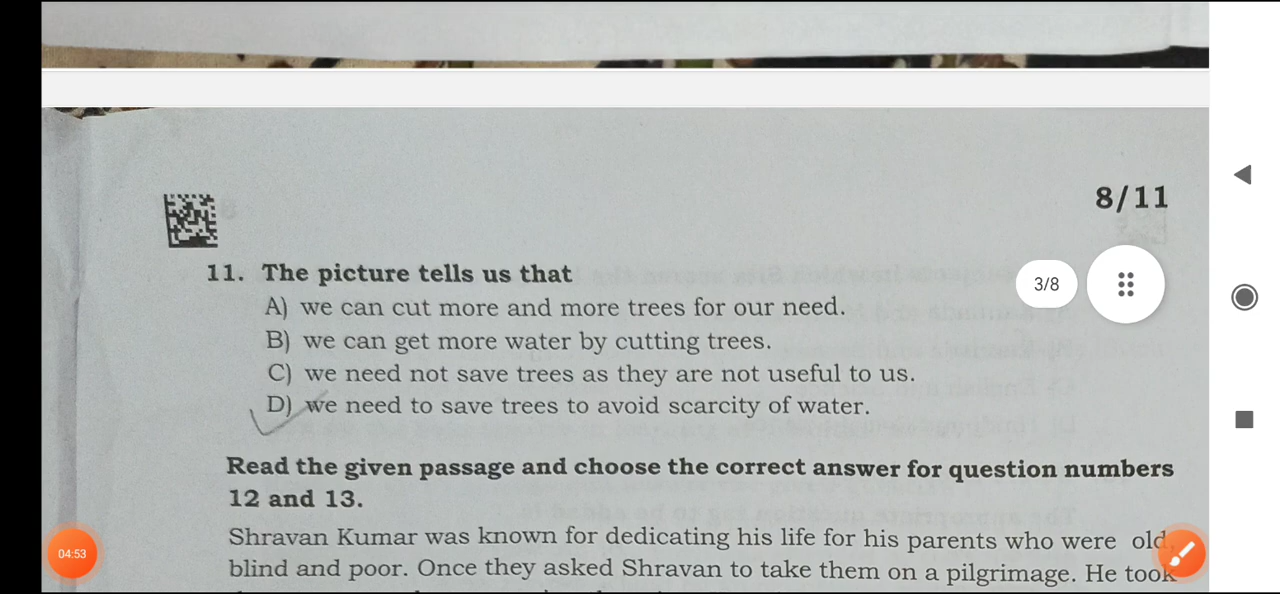 8/11
11. The picture tells us that
3/8
A) we can cut more and more trees for our need.
B) we can get more water by cutting trees.
C) we need not save trees as they are not useful to us.
D) we need to save trees to avoid scarcity of water.
Read the given passage and choose the correct answer for question numbers
12 and 13.
Shravan Kumar was known for dedicating his life for his parents who were old,
04:53
blind and poor. Once they asked Shravan to take them on a pilgrimage. He took